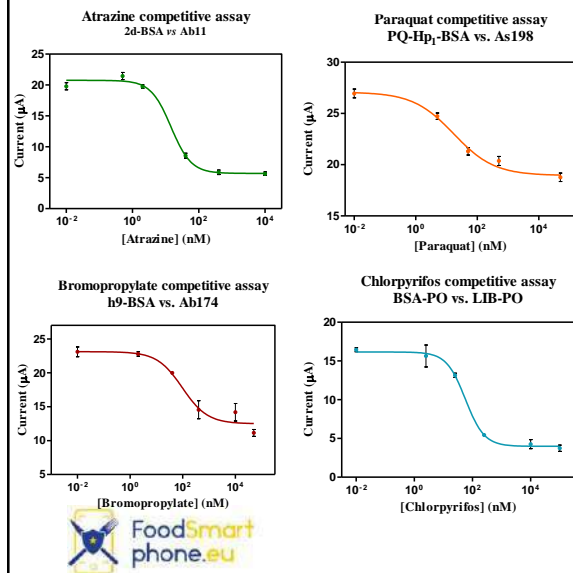 Atrazine competitive assay
2d-BSA vs Ab11
25
20
15
10
5
0
Current (µA)
10⁻²
10⁰
10²
10⁴
[Atrazine] (nM)
Paraquat competitive assay
PQ-Hp₁-BSA vs. As198
30
25
20
15
Current (µA)
10⁻²
10⁰
10²
10⁴
[Paraquat] (nM)
Bromopropylate competitive assay
h9-BSA vs. Ab174
25
20
15
10
5
Current (µA)
10⁻²
10⁰
10²
10⁴
[Bromopropylate] (nM)
Chlorpyrifos competitive assay
BSA-PO vs. LIB-PO
20
15
10
5
0
Current (µA)
10⁻²
10⁰
10²
10⁴
[Chlorpyrifos] (nM)
FoodSmart
phone.eu